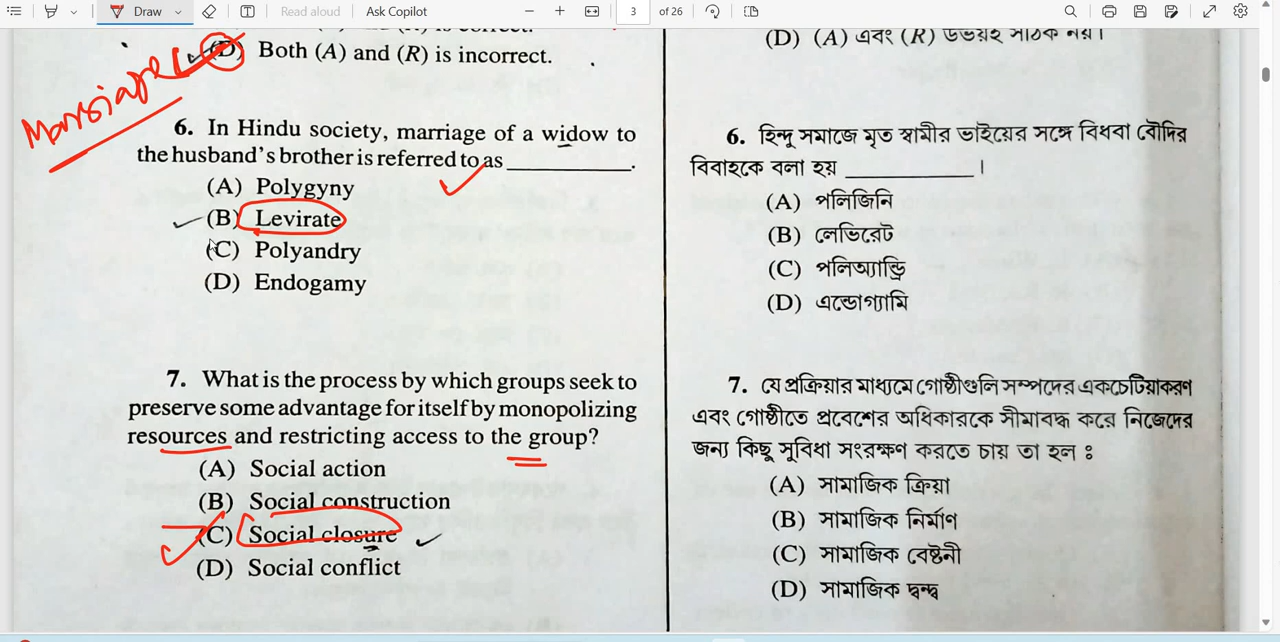 Draw
Read aloud
Ask Copilot
3
of 26
(D) Both (A) and (R) is incorrect.
Marriage
6. In Hindu society, marriage of a widow to
the husband's brother is referred to as ____________.
(A) Polygyny
(B) Levirate
(C) Polyandry
(D) Endogamy
7. What is the process by which groups seek to
preserve some advantage for itself by monopolizing
resources and restricting access to the group?
(A) Social action
(B) Social construction
(C) Social closure
(D) Social conflict
(D) (A) এবং (R) উভয়ই সঠিক নয়।
6. হিন্দু সমাজে মৃত স্বামীর ভাইয়ের সঙ্গে বিধবা বৌদির
বিবাহকে বলা হয় ____________ ।
(A) পলিজিনি
(B) লেভিরেট
(C) পলিঅ্যান্ড্রি
(D) এন্ডোগ্যামি
7. যে প্রক্রিয়ার মাধ্যমে গোষ্ঠীগুলি সম্পদের একচেটিয়াকরণ
এবং গোষ্ঠীতে প্রবেশের অধিকারকে সীমাবদ্ধ করে নিজেদের
জন্য কিছু সুবিধা সংরক্ষণ করতে চায় তা হল ঃ
(A) সামাজিক ক্রিয়া
(B) সামাজিক নির্মাণ
(C) সামাজিক বেষ্টনী
(D) সামাজিক দ্বন্দ্ব